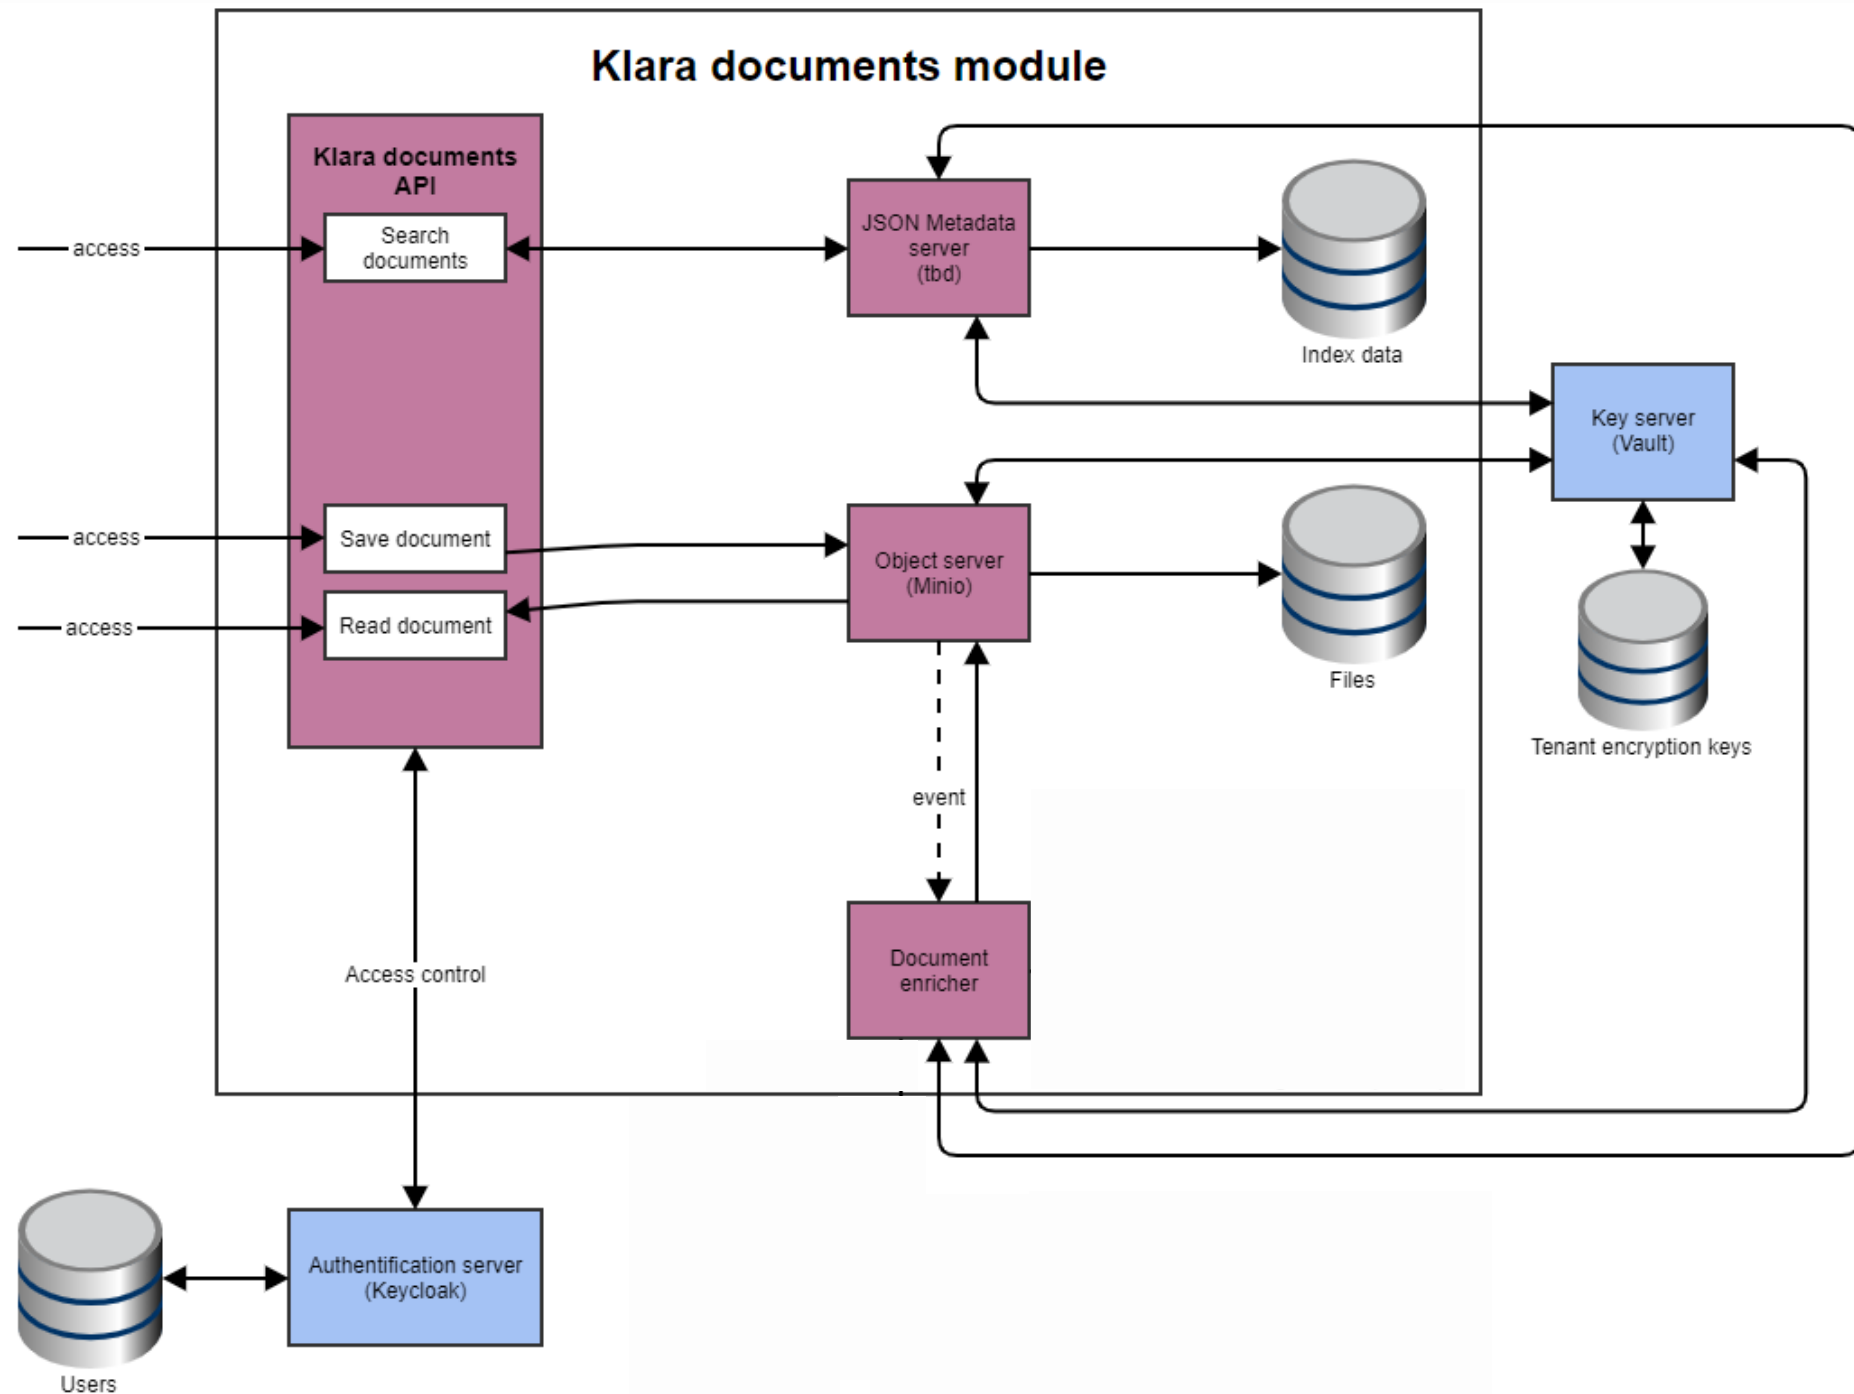 Klara documents module
Klara documents
API
access
Search
documents
JSON Metadata
server
(tbd)
Index data
Key server
(Vault)
access
Save document
Object server
(Minio)
access
Read document
Files
Tenant encryption keys
event
Access control
Document
enricher
Authentification server
(Keycloak)
Users